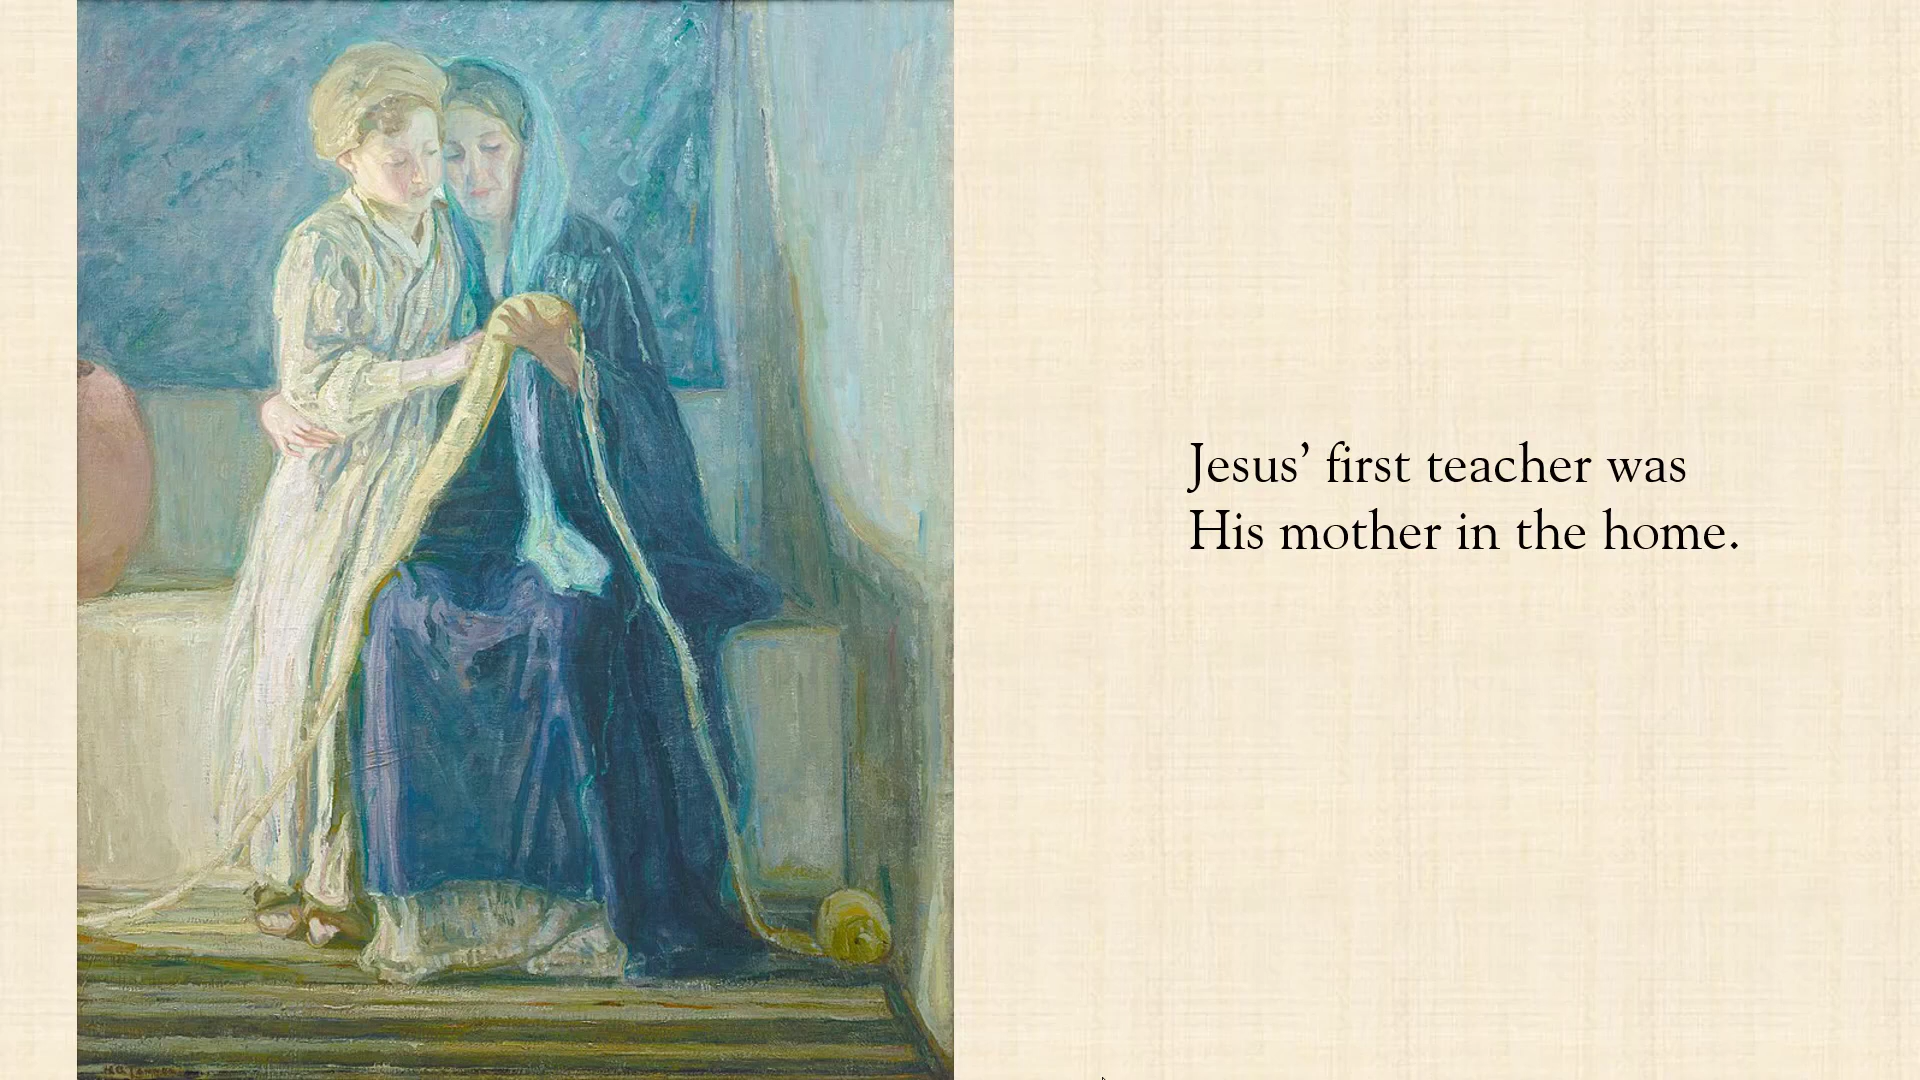 Jesus’ first teacher was
His mother in the home.